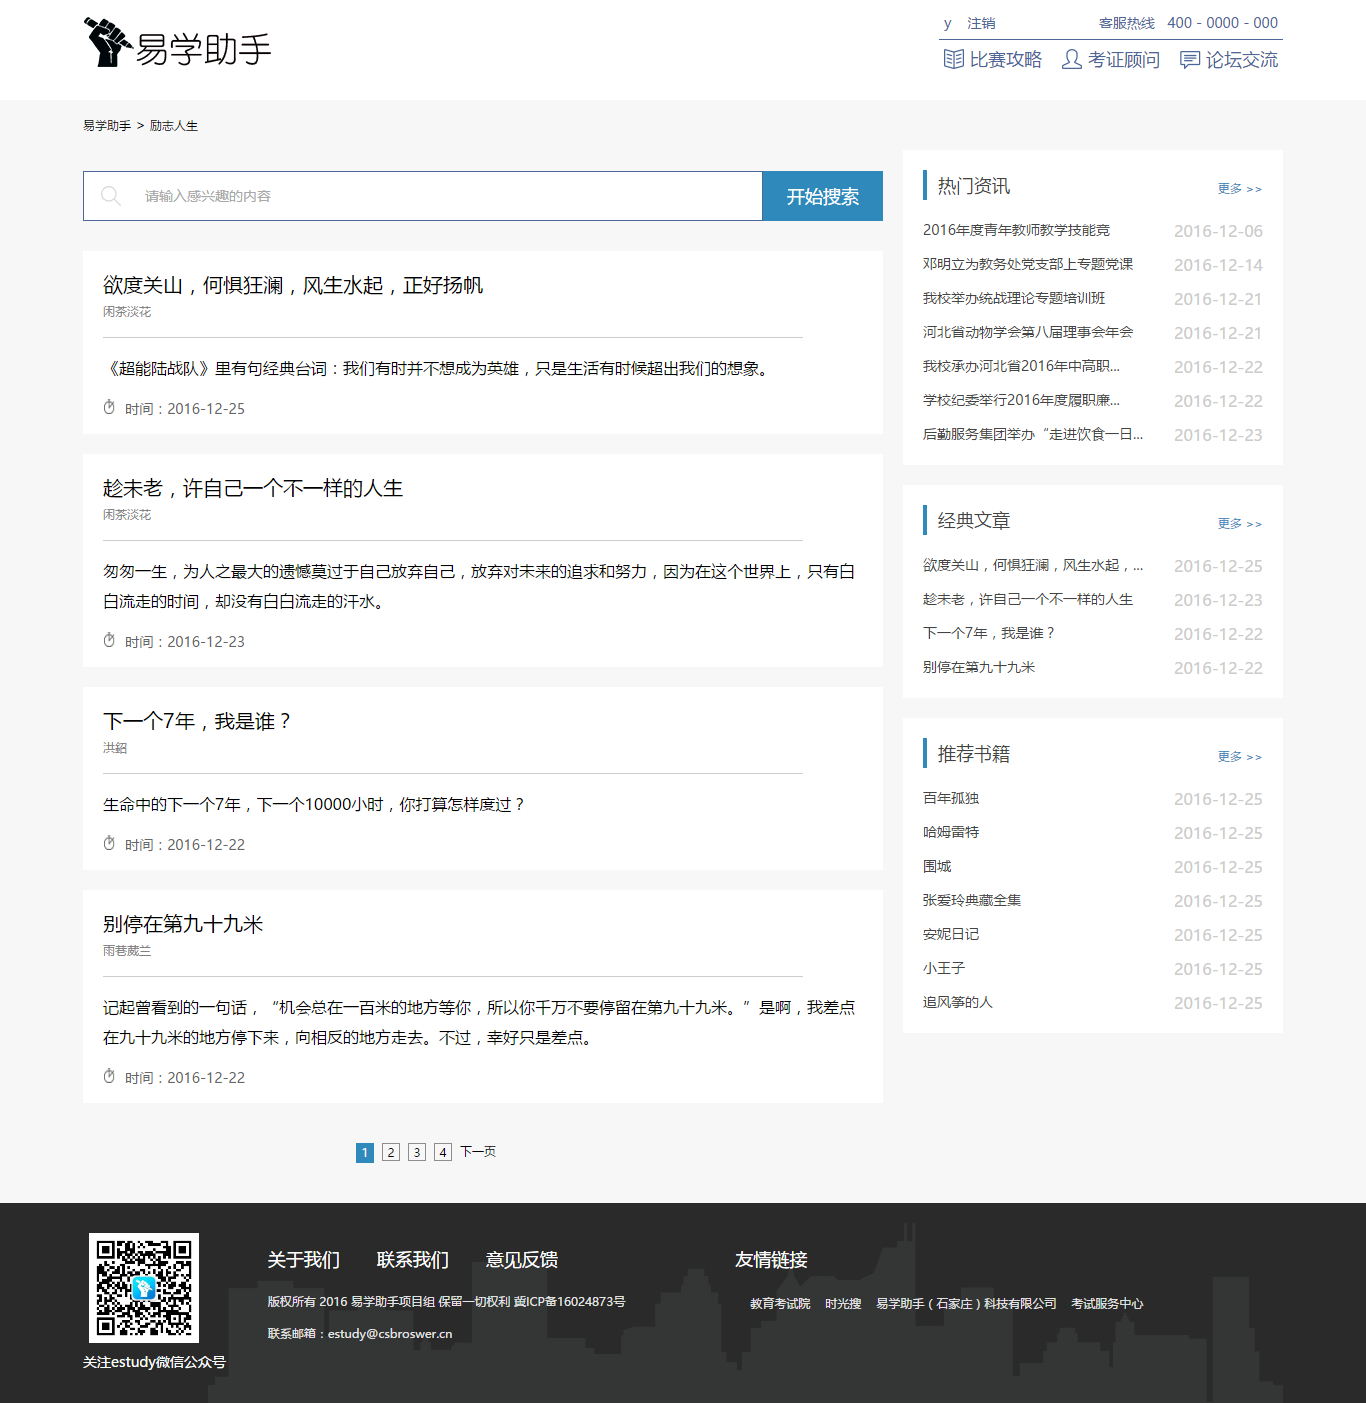 易学助手
y 注销 客服热线 400 - 0000 - 000
比赛攻略 考证顾问 论坛交流
易学助手 > 励志人生
请输入感兴趣的内容 开始搜索
欲度关山，何惧狂澜，风生水起，正好扬帆
闲茶淡花
《超能陆战队》里有句经典台词：我们有时并不想成为英雄，只是生活有时候超出我们的想象。
时间：2016-12-25
趁未老，许自己一个不一样的人生
闲茶淡花
匆匆一生，为人之最大的遗憾莫过于自己放弃自己，放弃对未来的追求和努力，因为在这个世界上，只有白
白流走的时间，却没有白白流走的汗水。
时间：2016-12-23
下一个7年，我是谁？
洪紹
生命中的下一个7年，下一个10000小时，你打算怎样度过？
时间：2016-12-22
别停在第九十九米
雨巷葳兰
记起曾看到的一句话，“机会总在一百米的地方等你，所以你千万不要停留在第九十九米。”是啊，我差点
在九十九米的地方停下来，向相反的地方走去。不过，幸好只是差点。
时间：2016-12-22
1 2 3 4 下一页
热门资讯 更多 >>
2016年度青年教师教学技能竞 2016-12-06
邓明立为教务处党支部上专题党课 2016-12-14
我校举办统战理论专题培训班 2016-12-21
河北省动物学会第八届理事会年会 2016-12-21
我校承办河北省2016年中高职... 2016-12-22
学校纪委举行2016年度履职廉... 2016-12-22
后勤服务集团举办“走进饮食一日... 2016-12-23
经典文章 更多 >>
欲度关山，何惧狂澜，风生水起，... 2016-12-25
趁未老，许自己一个不一样的人生 2016-12-23
下一个7年，我是谁？ 2016-12-22
别停在第九十九米 2016-12-22
推荐书籍 更多 >>
百年孤独 2016-12-25
哈姆雷特 2016-12-25
围城 2016-12-25
张爱玲典藏全集 2016-12-25
安妮日记 2016-12-25
小王子 2016-12-25
追风筝的人 2016-12-25
关注estudy微信公众号
关于我们 联系我们 意见反馈
版权所有 2016 易学助手项目组 保留一切权利 冀ICP备16024873号
联系邮箱：estudy@csbroswer.cn
友情链接
教育考试院 时光搜 易学助手（石家庄）科技有限公司 考试服务中心